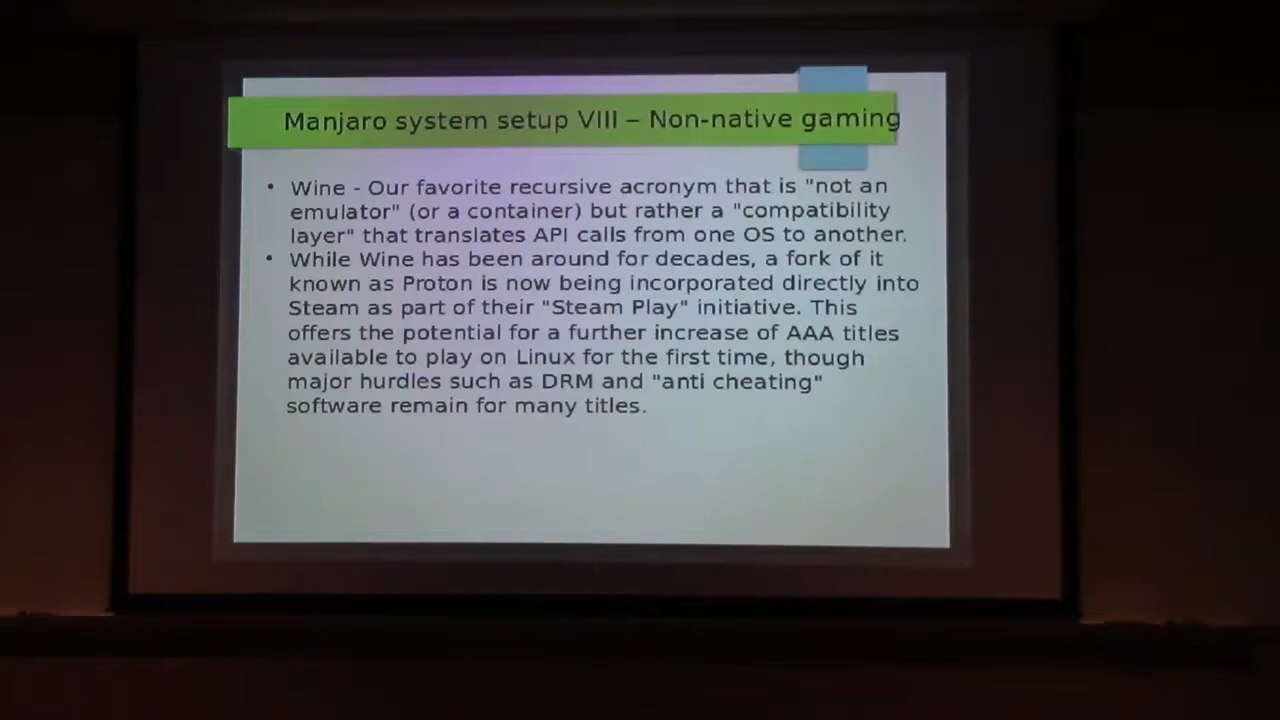 Manjaro system setup VIII – Non-native gaming
• Wine - Our favorite recursive acronym that is "not an
emulator" (or a container) but rather a "compatibility
layer" that translates API calls from one OS to another.
• While Wine has been around for decades, a fork of it
known as Proton is now being incorporated directly into
Steam as part of their "Steam Play" initiative. This
offers the potential for a further increase of AAA titles
available to play on Linux for the first time, though
major hurdles such as DRM and "anti cheating"
software remain for many titles.